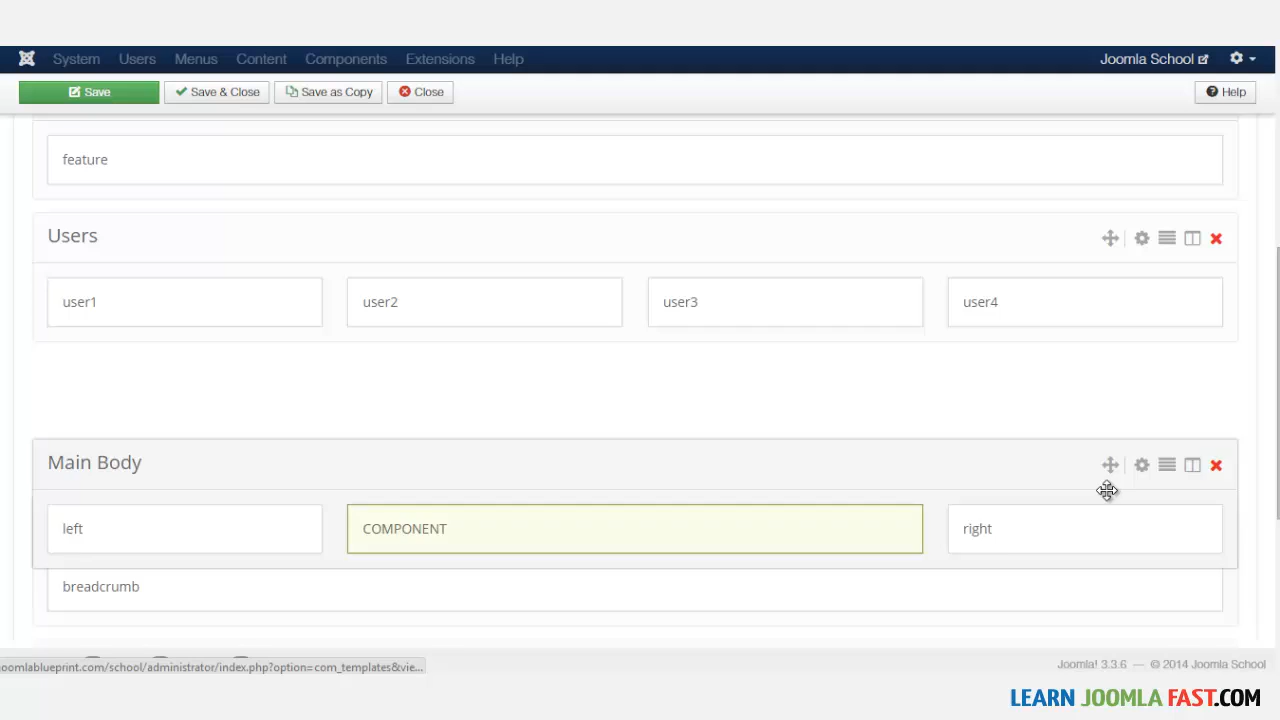 System Users Menus Content Components Extensions Help Joomla School
Save Save & Close Save as Copy Close Help
feature
Users
user1 user2 user3 user4
Main Body
left COMPONENT right
breadcrumb
oomlablueprint.com/school/administrator/index.php?option=com_templates&vie... Joomla! 3.3.6 — © 2014 Joomla School
LEARN JOOMLA FAST.COM